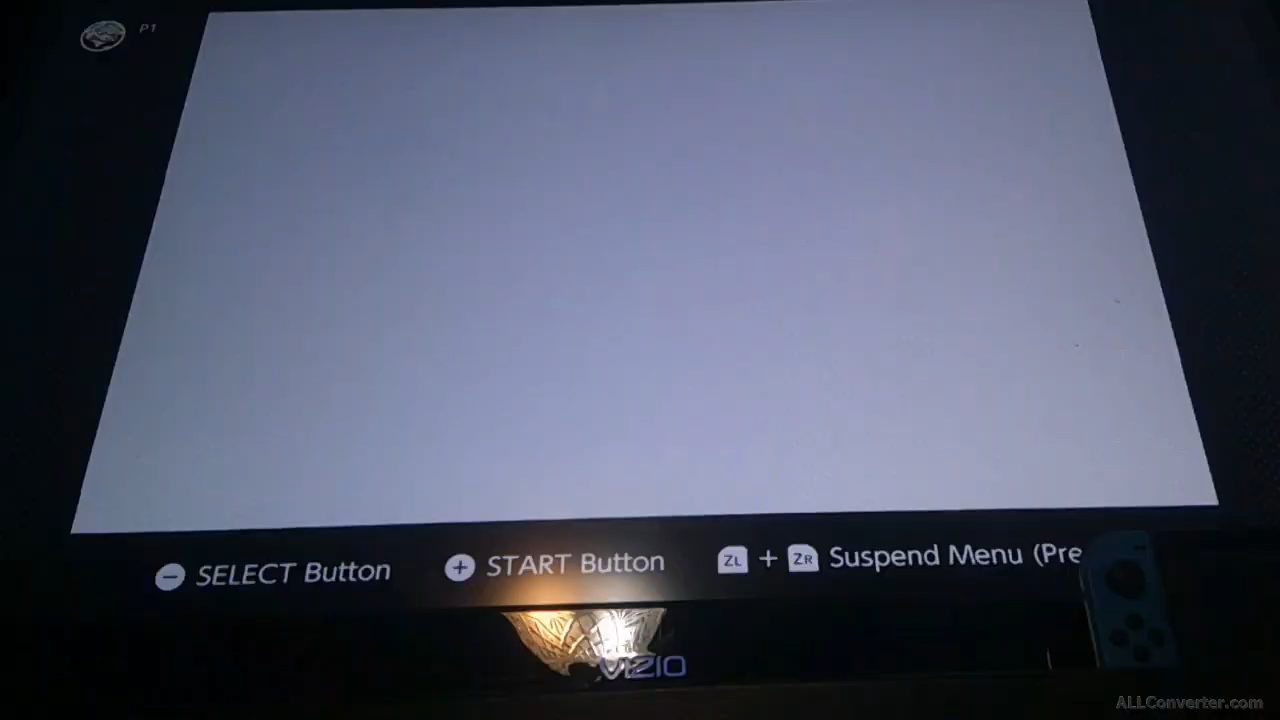 P1
SELECT Button START Button ZL + ZR Suspend Menu (Pre
VIZIO
ALLConverter.com